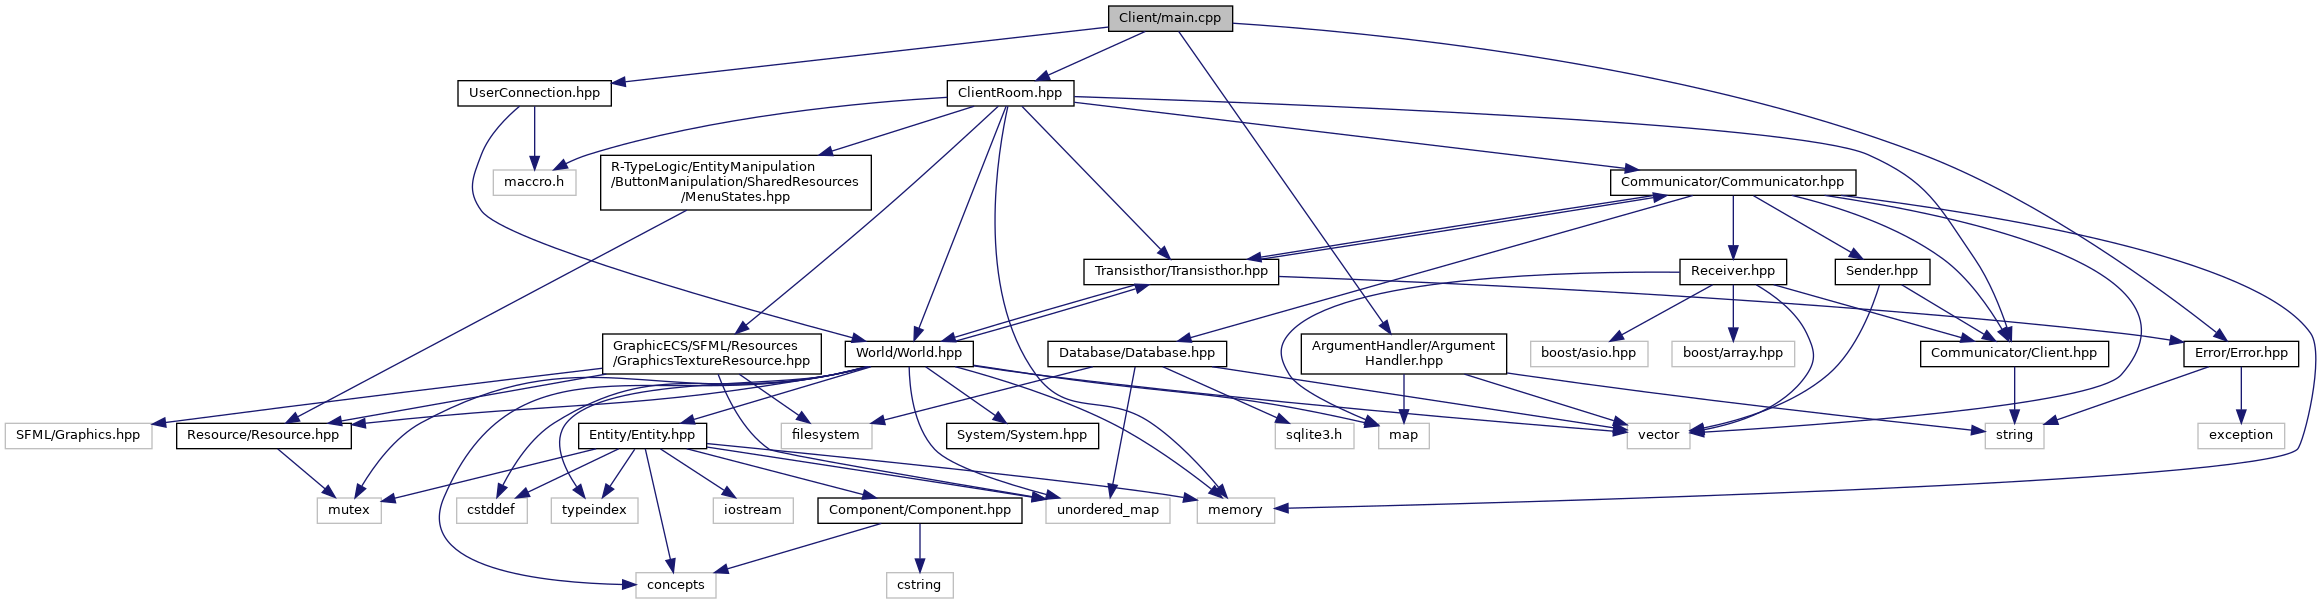 Client/main.cpp
UserConnection.hpp
ClientRoom.hpp
maccro.h
R-TypeLogic/EntityManipulation
/ButtonManipulation/SharedResources
/MenuStates.hpp
Communicator/Communicator.hpp
Transisthor/Transisthor.hpp
Receiver.hpp
Sender.hpp
GraphicECS/SFML/Resources
/GraphicsTextureResource.hpp
World/World.hpp
Database/Database.hpp
ArgumentHandler/Argument
Handler.hpp
boost/asio.hpp
boost/array.hpp
Communicator/Client.hpp
Error/Error.hpp
SFML/Graphics.hpp
Resource/Resource.hpp
Entity/Entity.hpp
filesystem
System/System.hpp
sqlite3.h
map
vector
string
exception
mutex
cstddef
typeindex
iostream
Component/Component.hpp
unordered_map
memory
concepts
cstring